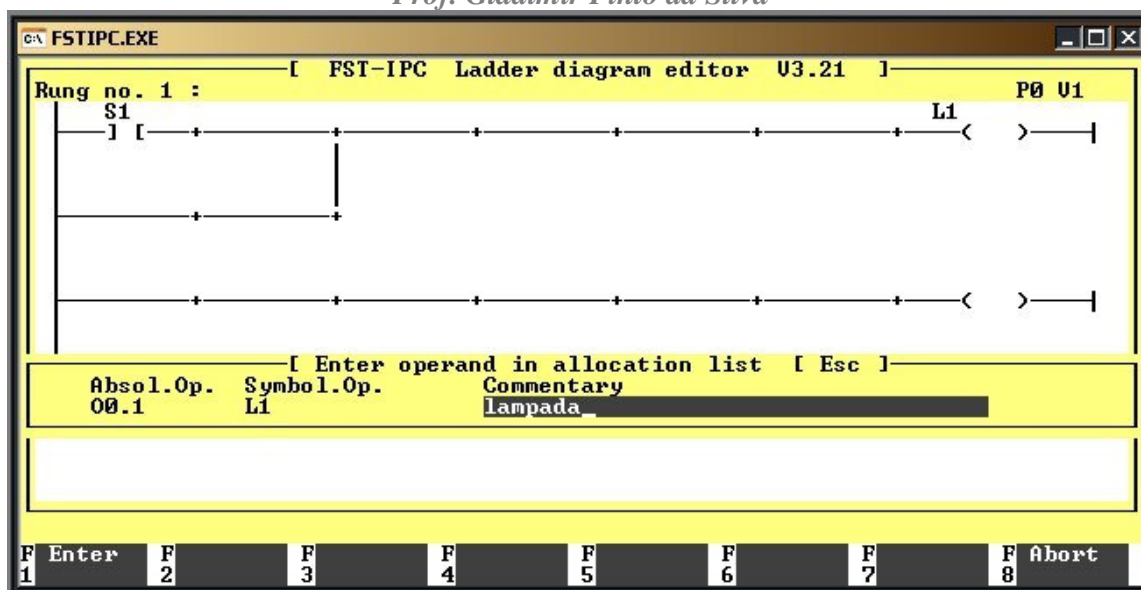 Prof. Gladimir Pinto da Silva
FSTIPC.EXE
[ FST-IPC Ladder diagram editor V3.21 ]
Rung no. 1 : P0 V1
S1 L1
] [ ( )
( )
[ Enter operand in allocation list [ Esc ]
Absol.Op. Symbol.Op. Commentary
O0.1 L1 lampada_
F1 Enter F2 F3 F4 F5 F6 F7 F8 Abort